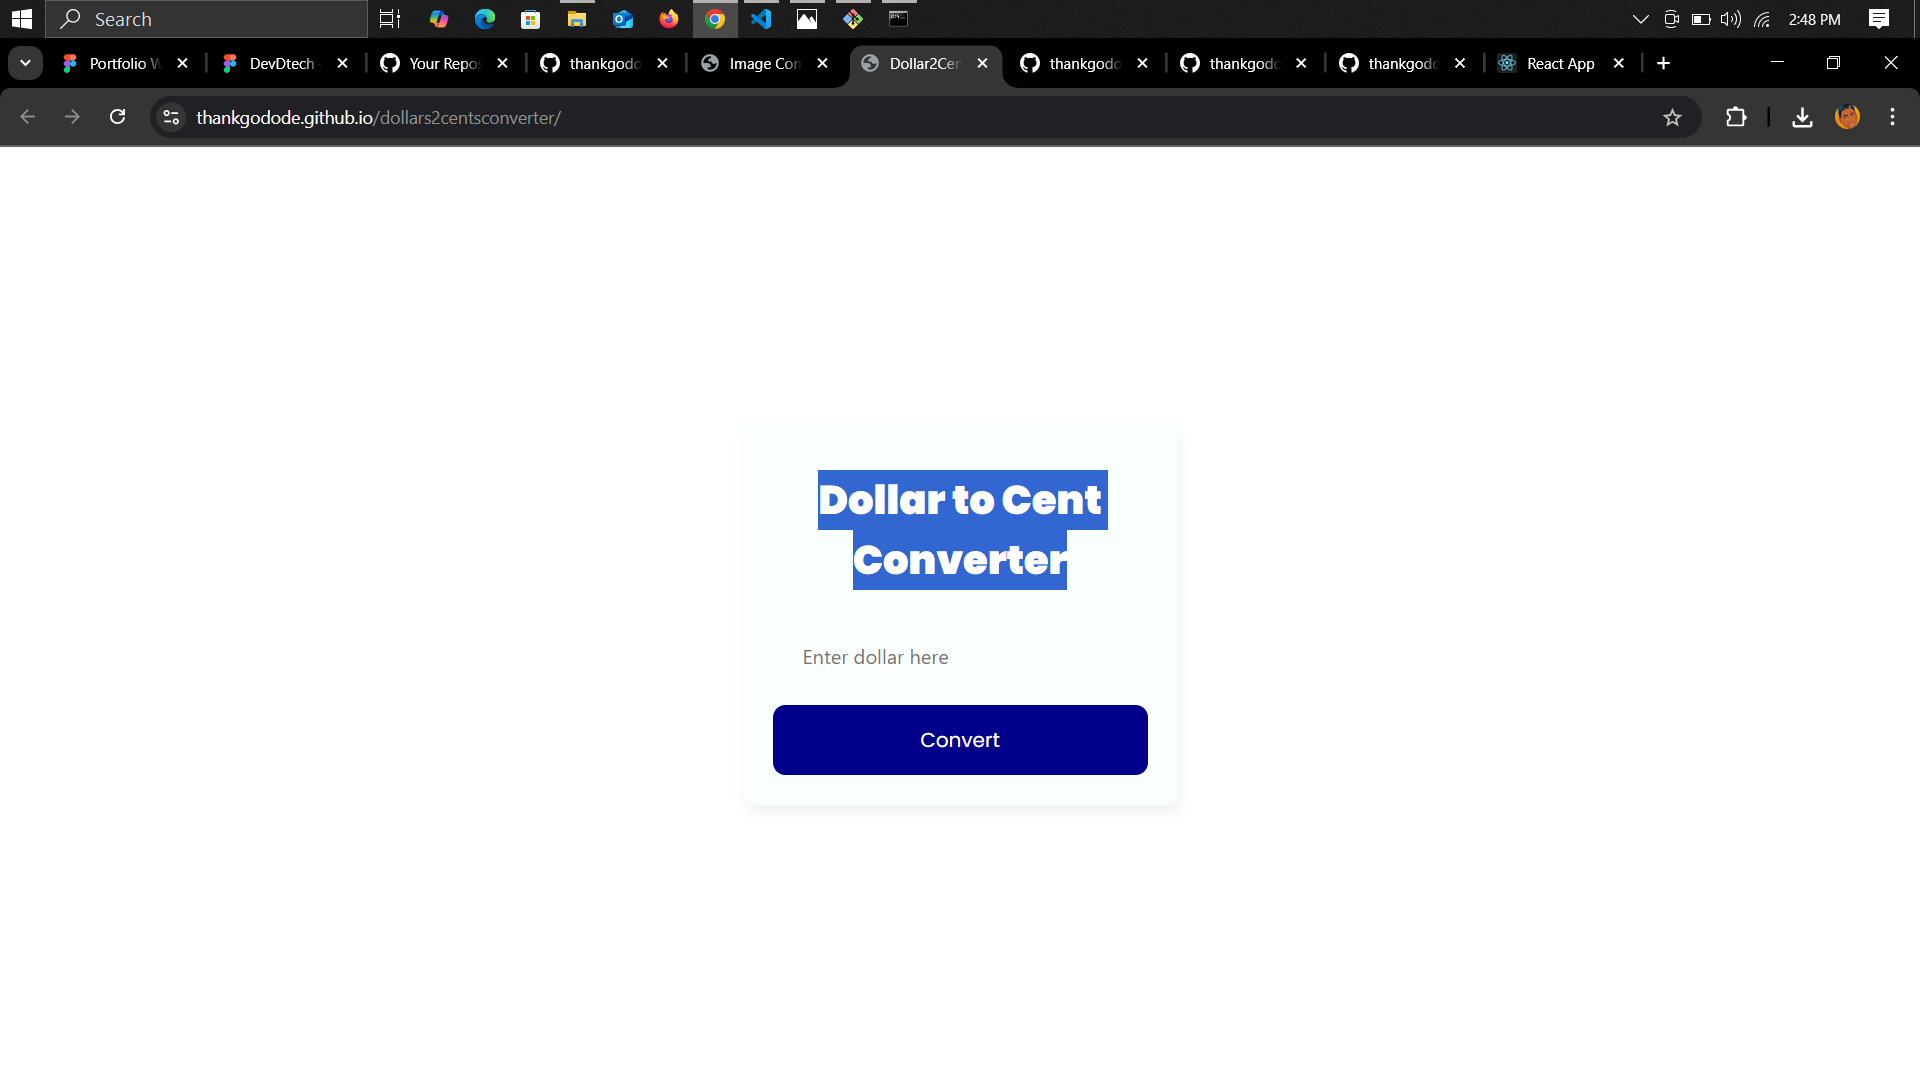 Search
2:48 PM
Portfolio W
DevDtech -
Your Repos
thankgodo
Image Con
Dollar2Cen
thankgodo
thankgodo
thankgodo
React App
thankgodode.github.io/dollars2centsconverter/
Dollar to Cent
Converter
Enter dollar here
Convert